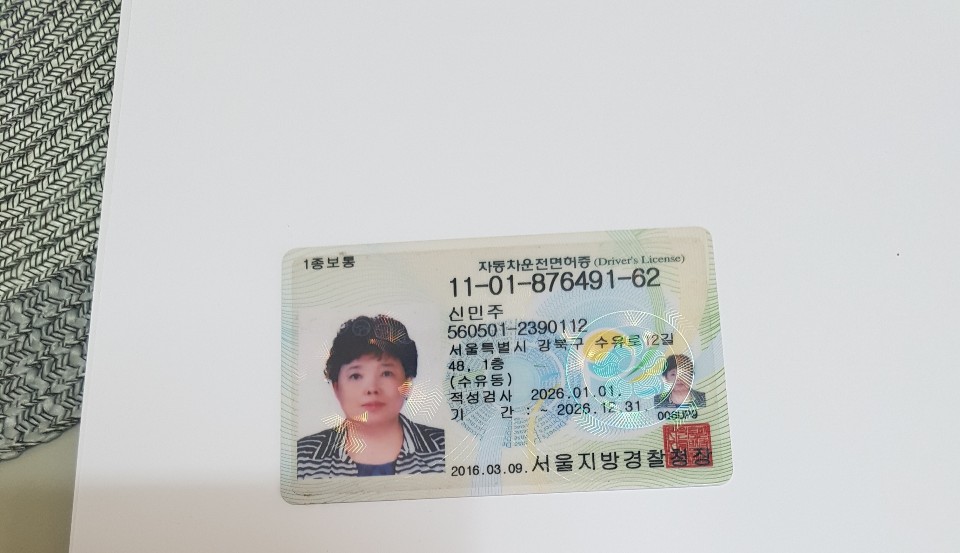 1종보통
자동차운전면허증 (Driver's License)
11-01-876491-62
신민주
560501-2390112
서울특별시 강북구 수유로12길
48, 1층
(수유동)
적성검사 2026.01.01.
기 간 : ~ 2026.12.31.
2016.03.09. 서울지방경찰청장